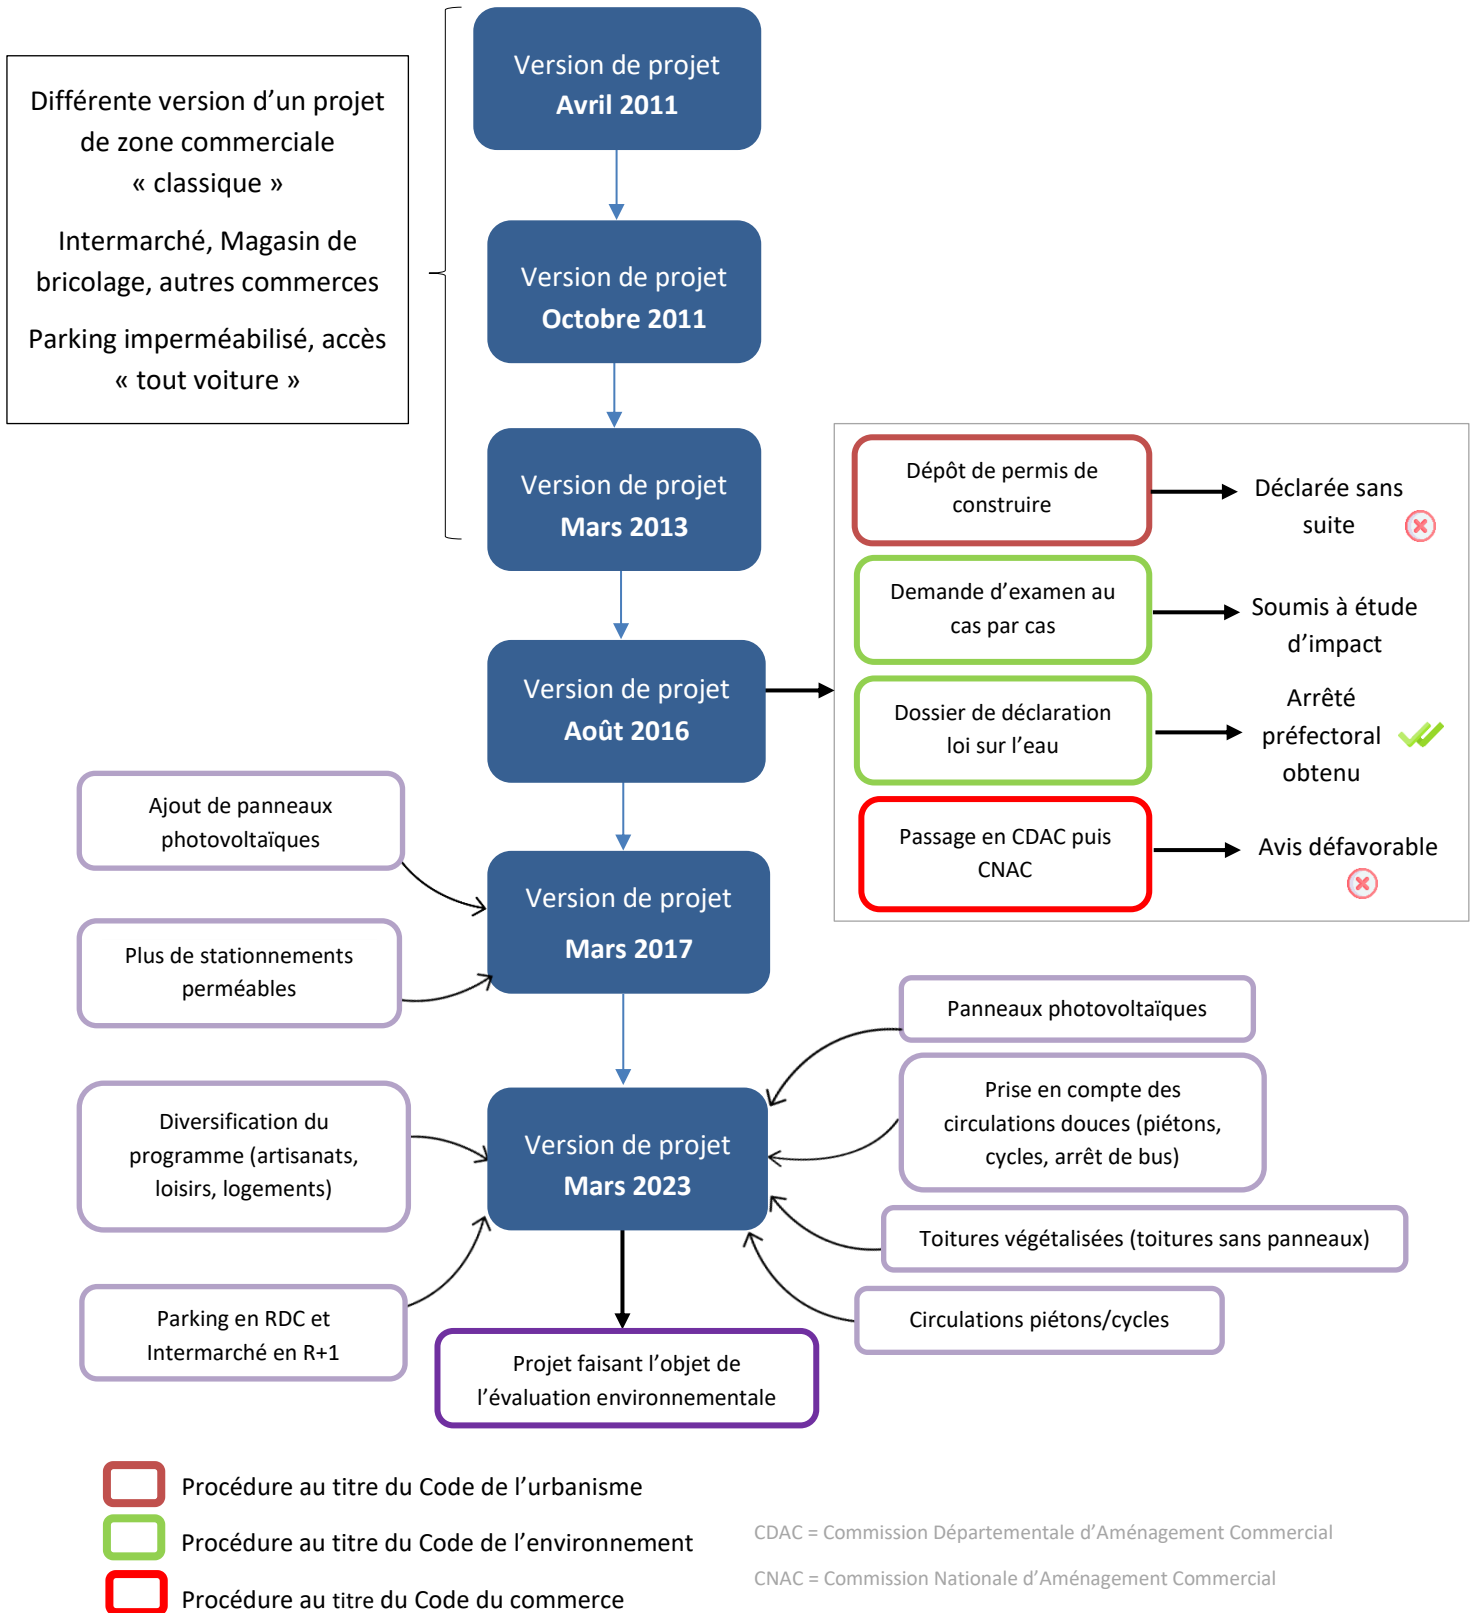 Version de projet
Avril 2011
Différente version d’un projet
de zone commerciale
« classique »
Intermarché, Magasin de
bricolage, autres commerces
Parking imperméabilisé, accès
« tout voiture »
Version de projet
Octobre 2011
Version de projet
Mars 2013
Version de projet
Août 2016
Dépôt de permis de
construire
Déclarée sans
suite
Demande d’examen au
cas par cas
Soumis à étude
d’impact
Dossier de déclaration
loi sur l’eau
Arrêté
préfectoral
obtenu
Passage en CDAC puis
CNAC
Avis défavorable
Ajout de panneaux
photovoltaïques
Plus de stationnements
perméables
Version de projet
Mars 2017
Diversification du
programme (artisanats,
loisirs, logements)
Parking en RDC et
Intermarché en R+1
Version de projet
Mars 2023
Panneaux photovoltaïques
Prise en compte des
circulations douces (piétons,
cycles, arrêt de bus)
Toitures végétalisées (toitures sans panneaux)
Circulations piétons/cycles
Projet faisant l’objet de
l’évaluation environnementale
Procédure au titre du Code de l’urbanisme
Procédure au titre du Code de l’environnement
Procédure au titre du Code du commerce
CDAC = Commission Départementale d’Aménagement Commercial
CNAC = Commission Nationale d’Aménagement Commercial